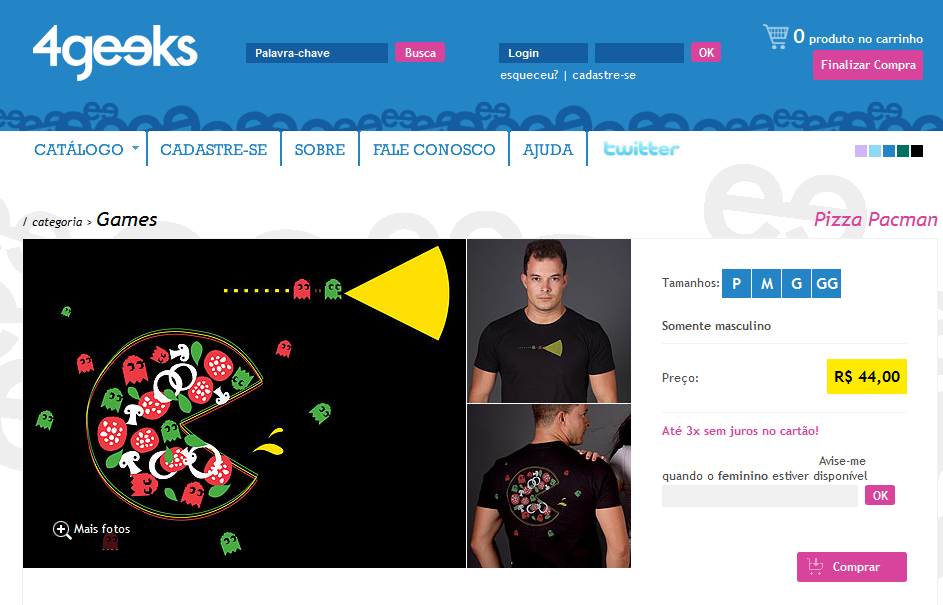 4geeks
Palavra-chave
Busca
Login
OK
esqueceu? | cadastre-se
0 produto no carrinho
Finalizar Compra
CATÁLOGO
CADASTRE-SE
SOBRE
FALE CONOSCO
AJUDA
twitter
/ categoria > Games
Pizza Pacman
Mais fotos
Tamanhos: P M G GG
Somente masculino
Preço: R$ 44,00
Até 3x sem juros no cartão!
Avise-me
quando o feminino estiver disponível
OK
Comprar